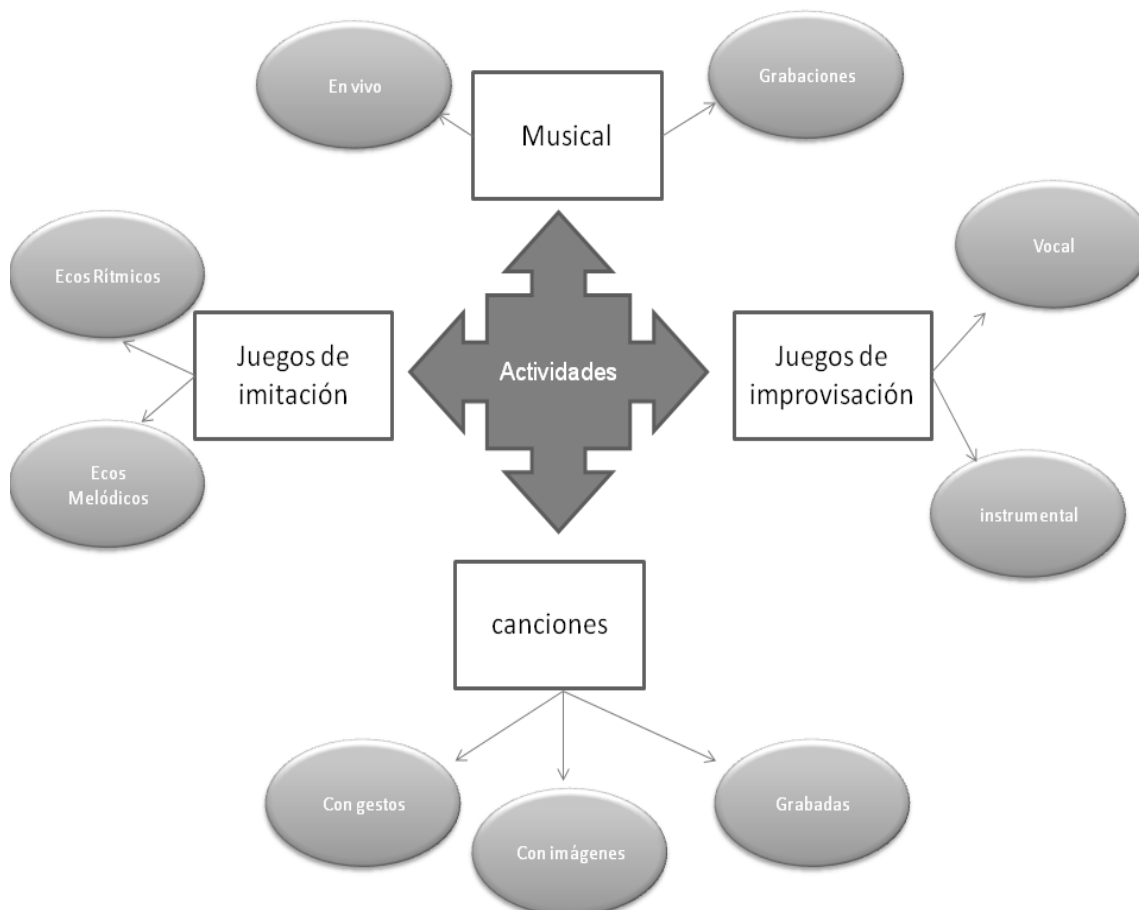 En vivo
Grabaciones
Musical
Ecos Rítmicos
Vocal
Juegos de
imitación
Actividades
Juegos de
improvisación
Ecos
Melódicos
instrumental
canciones
Con gestos
Con imágenes
Grabadas